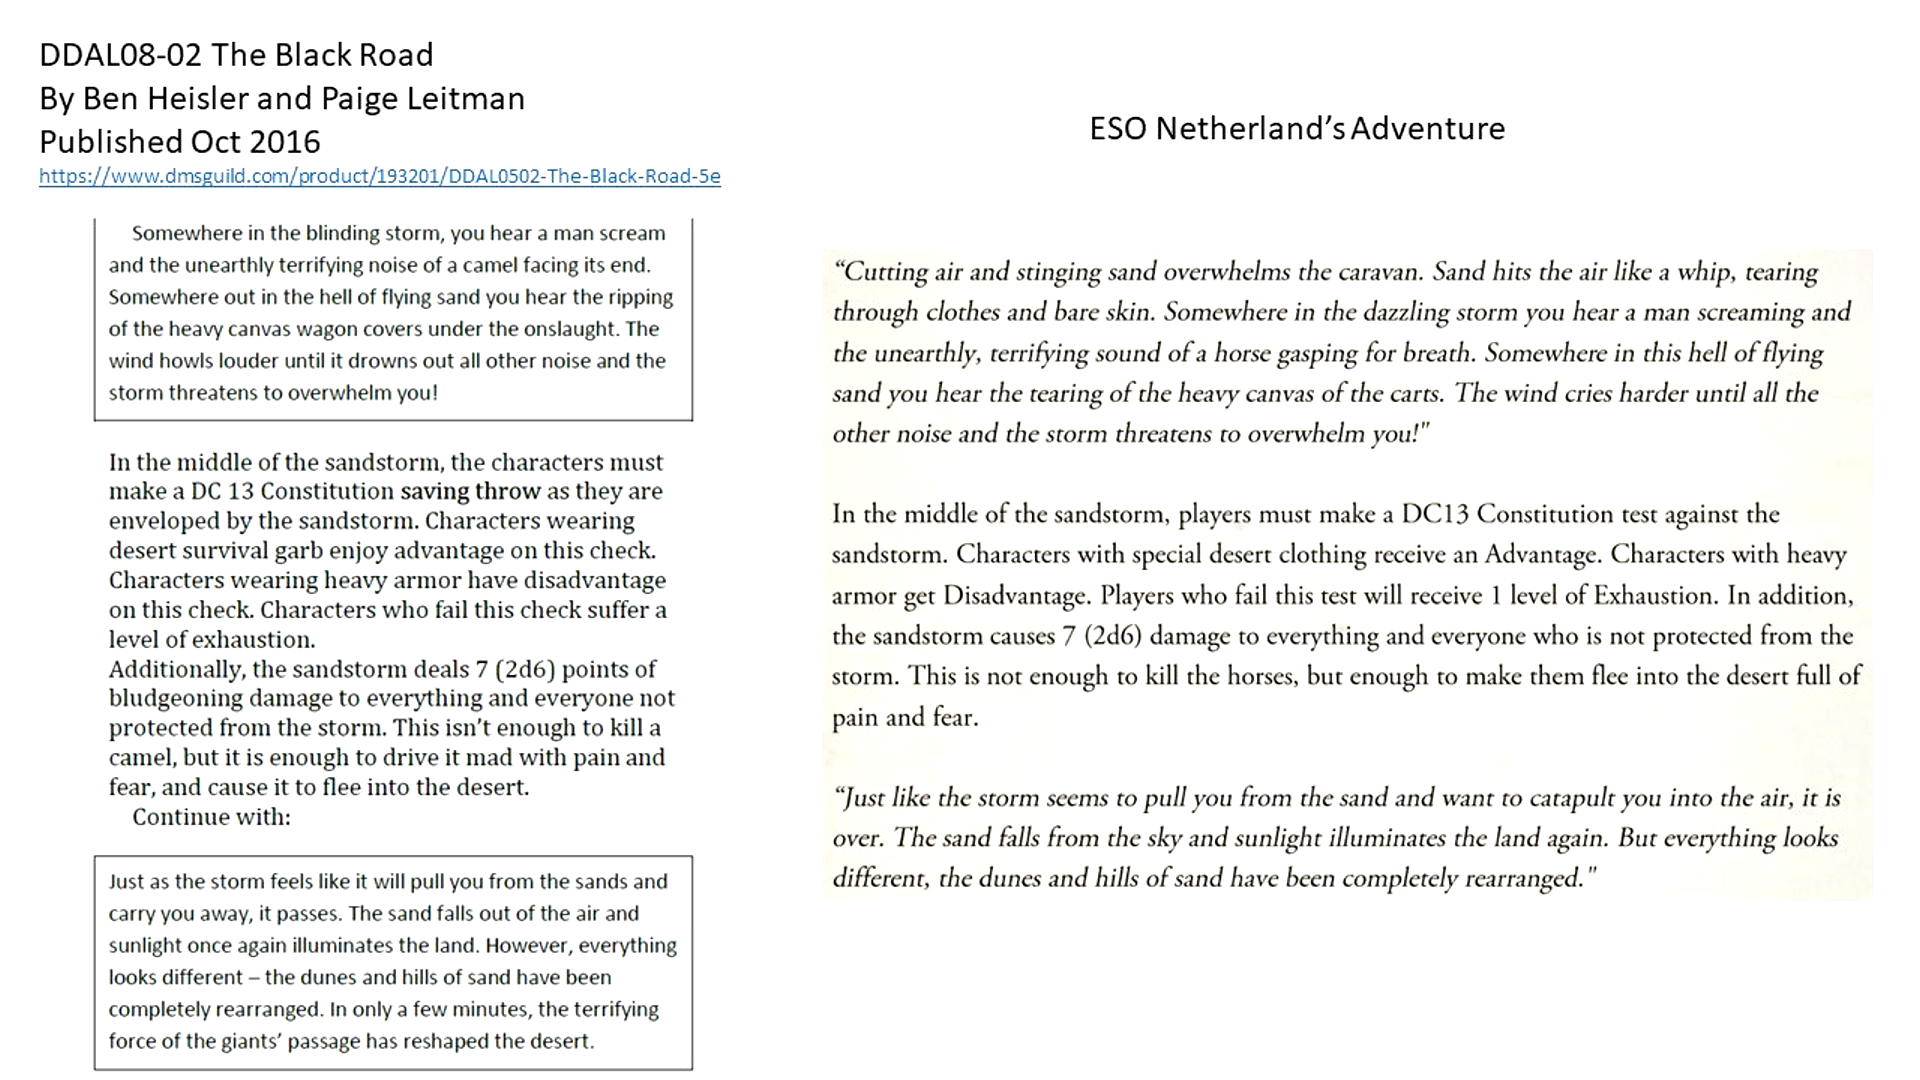 DDAL08-02 The Black Road
By Ben Heisler and Paige Leitman
Published Oct 2016
https://www.dmsguild.com/product/193201/DDAL0502-The-Black-Road-5e
Somewhere in the blinding storm, you hear a man scream
and the unearthly terrifying noise of a camel facing its end.
Somewhere out in the hell of flying sand you hear the ripping
of the heavy canvas wagon covers under the onslaught. The
wind howls louder until it drowns out all other noise and the
storm threatens to overwhelm you!
In the middle of the sandstorm, the characters must
make a DC 13 Constitution saving throw as they are
enveloped by the sandstorm. Characters wearing
desert survival garb enjoy advantage on this check.
Characters wearing heavy armor have disadvantage
on this check. Characters who fail this check suffer a
level of exhaustion.
Additionally, the sandstorm deals 7 (2d6) points of
bludgeoning damage to everything and everyone not
protected from the storm. This isn't enough to kill a
camel, but it is enough to drive it mad with pain and
fear, and cause it to flee into the desert.
Continue with:
Just as the storm feels like it will pull you from the sands and
carry you away, it passes. The sand falls out of the air and
sunlight once again illuminates the land. However, everything
looks different – the dunes and hills of sand have been
completely rearranged. In only a few minutes, the terrifying
force of the giants' passage has reshaped the desert.
ESO Netherland's Adventure
"Cutting air and stinging sand overwhelms the caravan. Sand hits the air like a whip, tearing
through clothes and bare skin. Somewhere in the dazzling storm you hear a man screaming and
the unearthly, terrifying sound of a horse gasping for breath. Somewhere in this hell of flying
sand you hear the tearing of the heavy canvas of the carts. The wind cries harder until all the
other noise and the storm threatens to overwhelm you!"
In the middle of the sandstorm, players must make a DC13 Constitution test against the
sandstorm. Characters with special desert clothing receive an Advantage. Characters with heavy
armor get Disadvantage. Players who fail this test will receive 1 level of Exhaustion. In addition,
the sandstorm causes 7 (2d6) damage to everything and everyone who is not protected from the
storm. This is not enough to kill the horses, but enough to make them flee into the desert full of
pain and fear.
"Just like the storm seems to pull you from the sand and want to catapult you into the air, it is
over. The sand falls from the sky and sunlight illuminates the land again. But everything looks
different, the dunes and hills of sand have been completely rearranged."